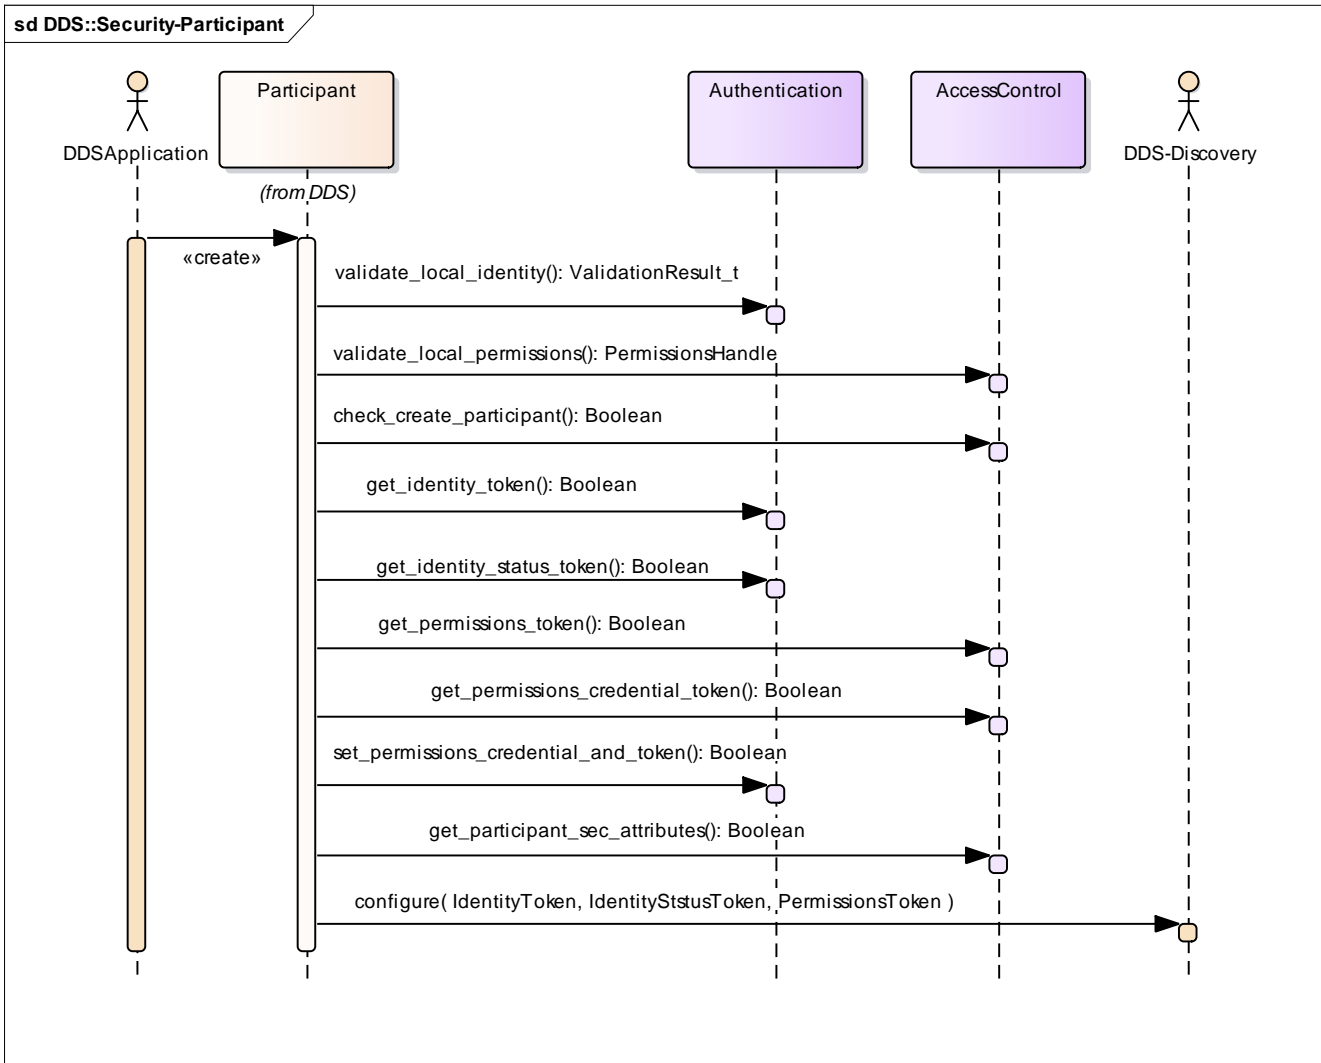 sd DDS::Security-Participant
DDSApplication
Participant
(from DDS)
Authentication
AccessControl
DDS-Discovery
«create»
validate_local_identity(): ValidationResult_t
validate_local_permissions(): PermissionsHandle
check_create_participant(): Boolean
get_identity_token(): Boolean
get_identity_status_token(): Boolean
get_permissions_token(): Boolean
get_permissions_credential_token(): Boolean
set_permissions_credential_and_token(): Boolean
get_participant_sec_attributes(): Boolean
configure( IdentityToken, IdentityStstusToken, PermissionsToken )